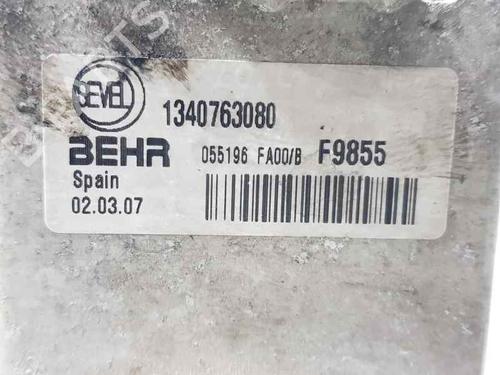 SEVEL
1340763080
BEHR 055196 FA00/B F9855
Spain
02.03.07